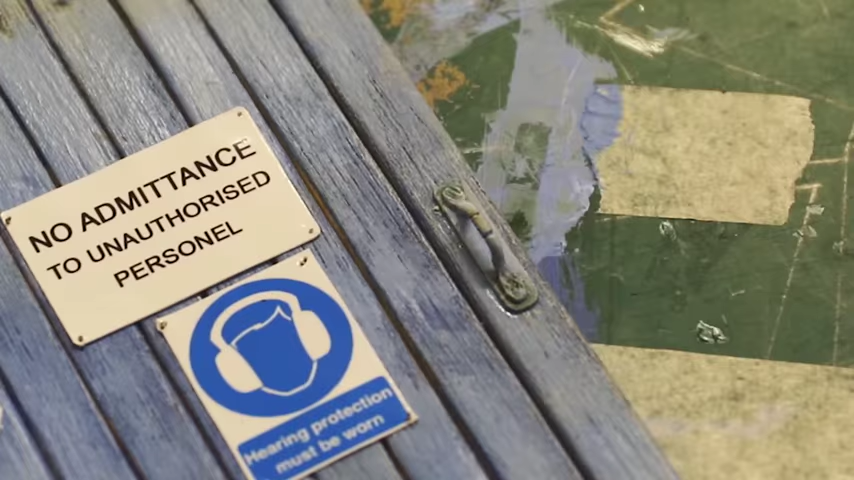 NO ADMITTANCE
TO UNAUTHORISED
PERSONEL
Hearing protection
must be worn